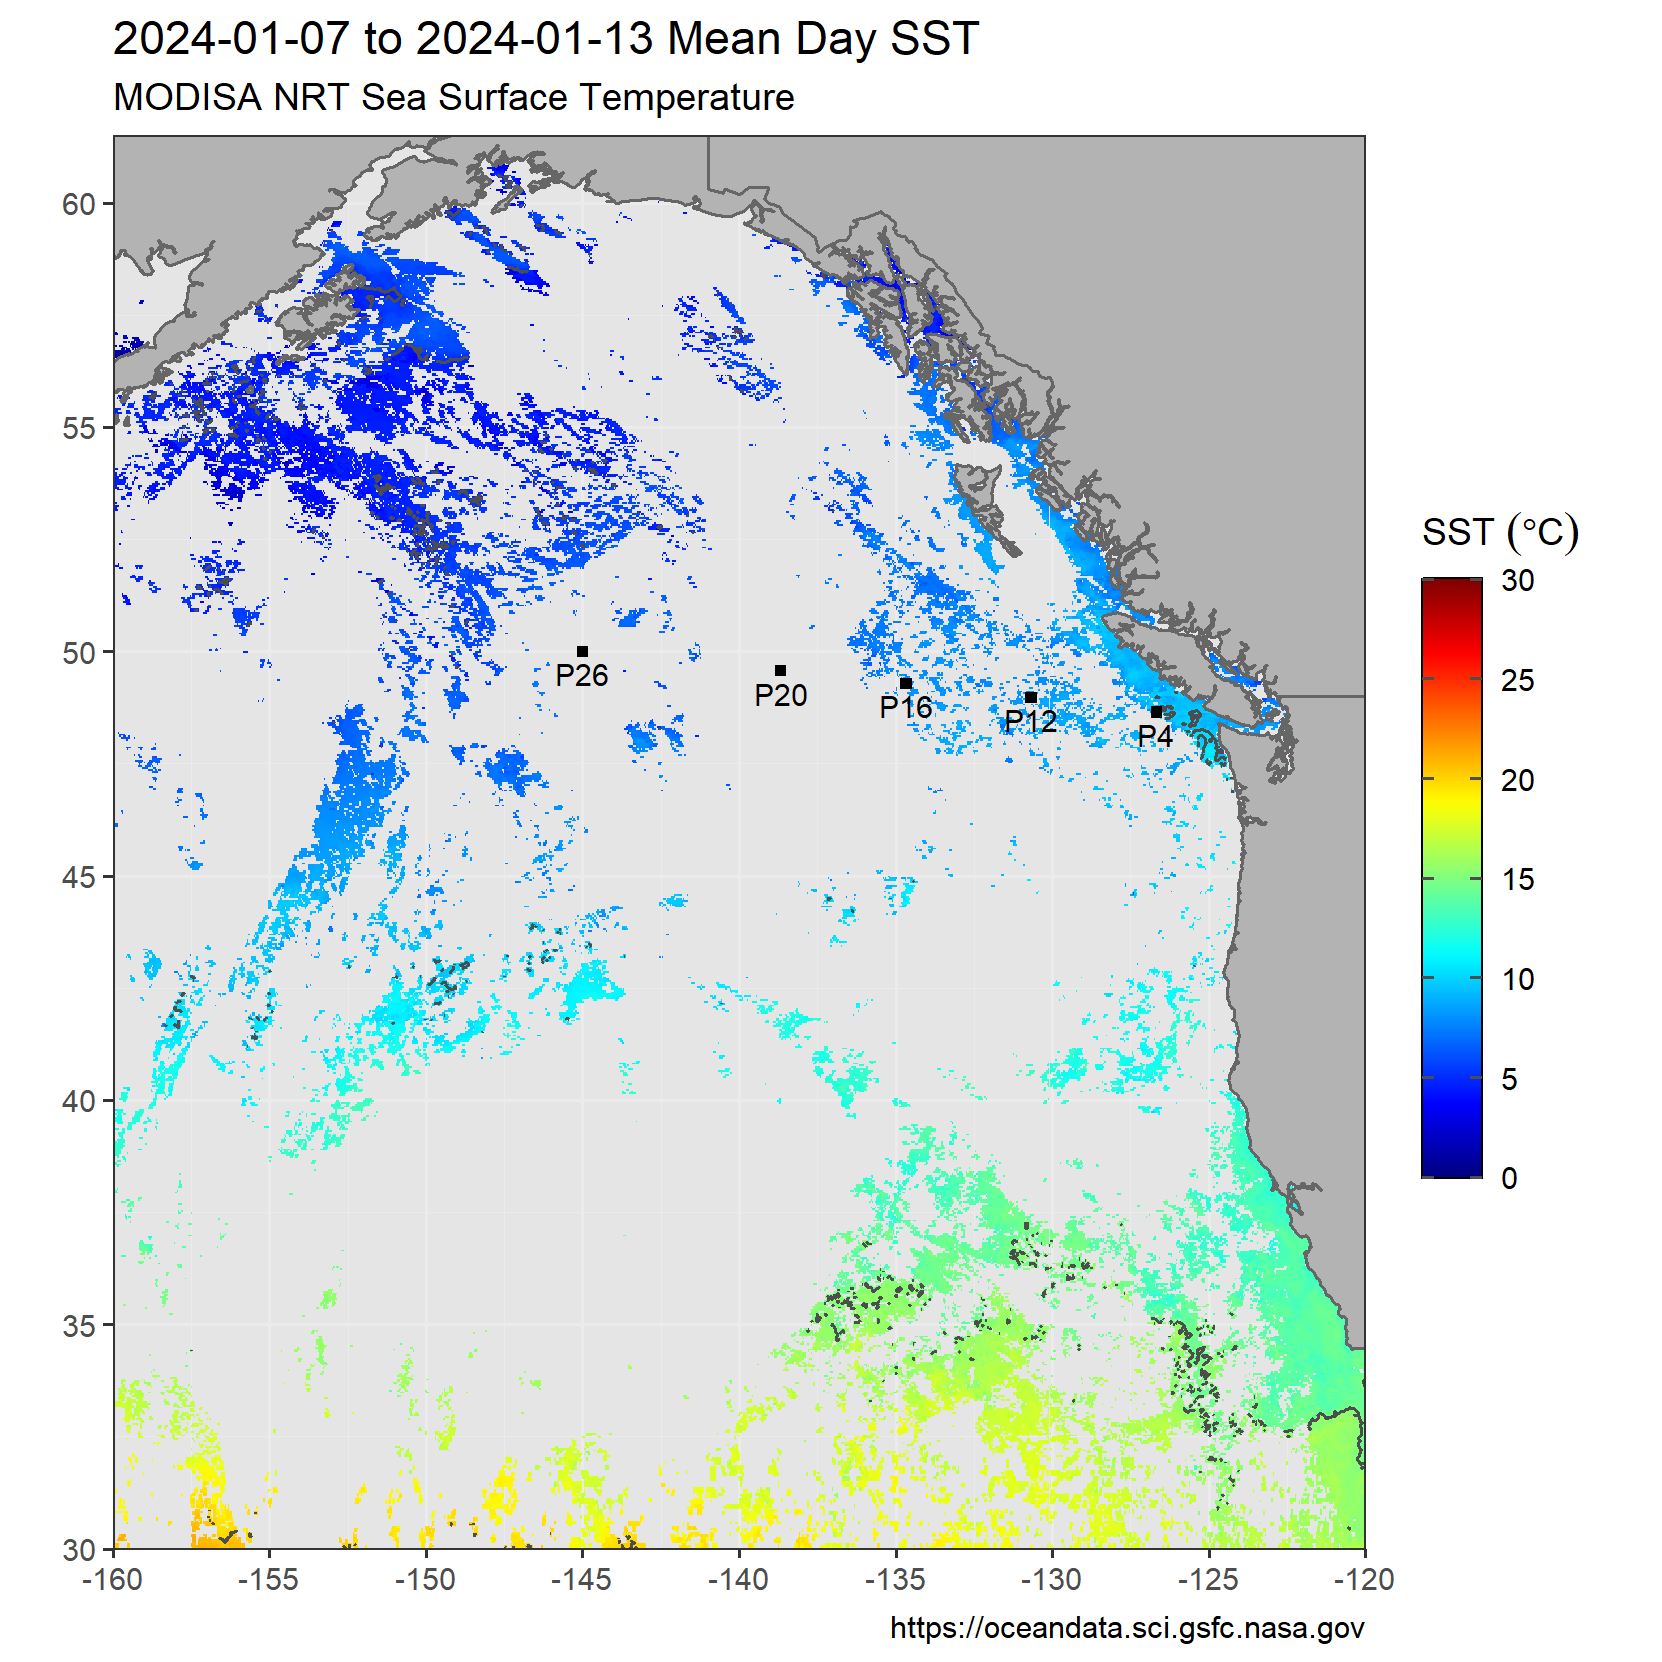 2024-01-07 to 2024-01-13 Mean Day SST
MODISA NRT Sea Surface Temperature
60
55
50
45
40
35
30
P26
P20
P16
P12
P4
-160
-155
-150
-145
-140
-135
-130
-125
-120
SST (°C)
30
25
20
15
10
5
0
https://oceandata.sci.gsfc.nasa.gov